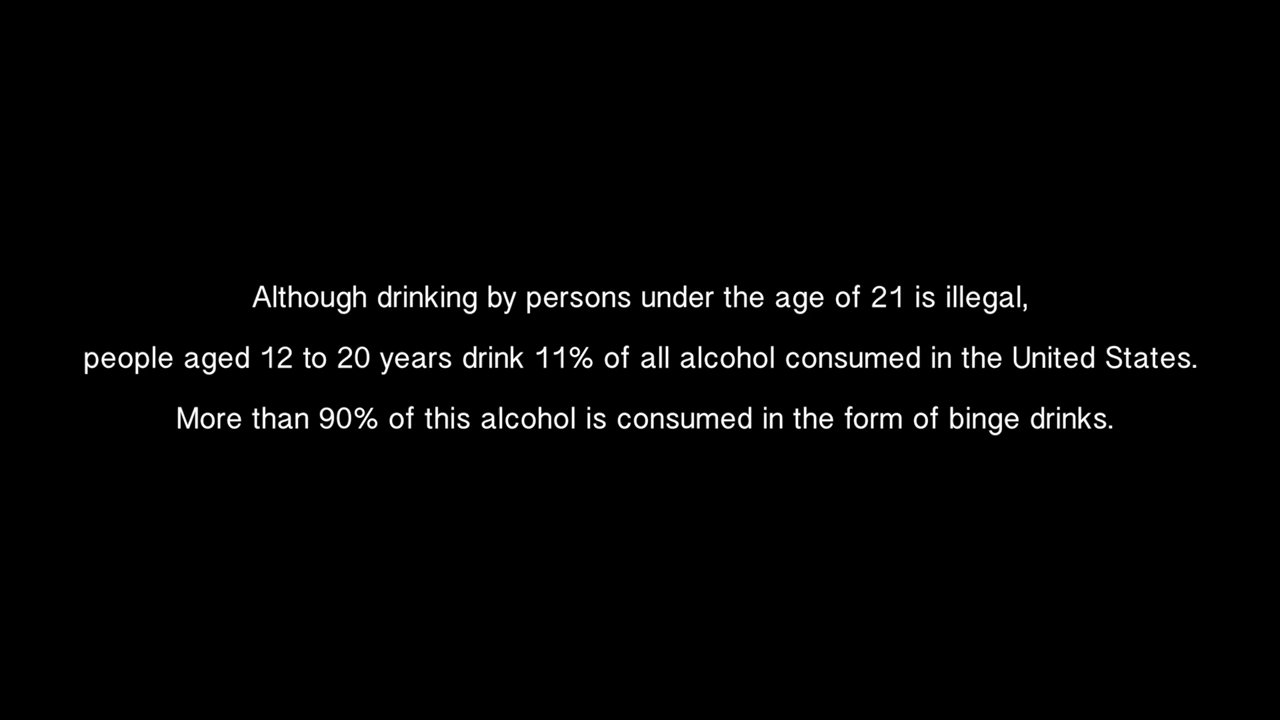 Although drinking by persons under the age of 21 is illegal,
people aged 12 to 20 years drink 11% of all alcohol consumed in the United States.
More than 90% of this alcohol is consumed in the form of binge drinks.